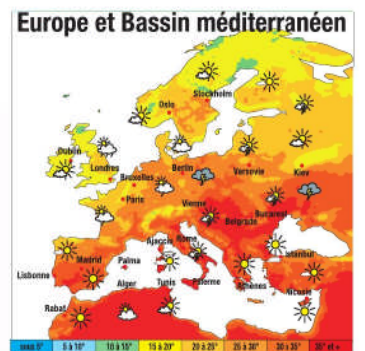 Europe et Bassin méditerranéen
Stockholm
Oslo
Dublin
Londres
Berlin
Varsovie
Kiev
Bruxelles
Paris
Vienne
Bucarest
Belgrade
Ajaccio Rome
Istanbul
Madrid
Palma
Lisbonne
Alger
Tunis
Palerme
Athènes
Nicosie
Rabat
sous 5° 5 à 10° 10 à 15° 15 à 20° 20 à 25° 25 à 30° 30 à 35° 35° et +